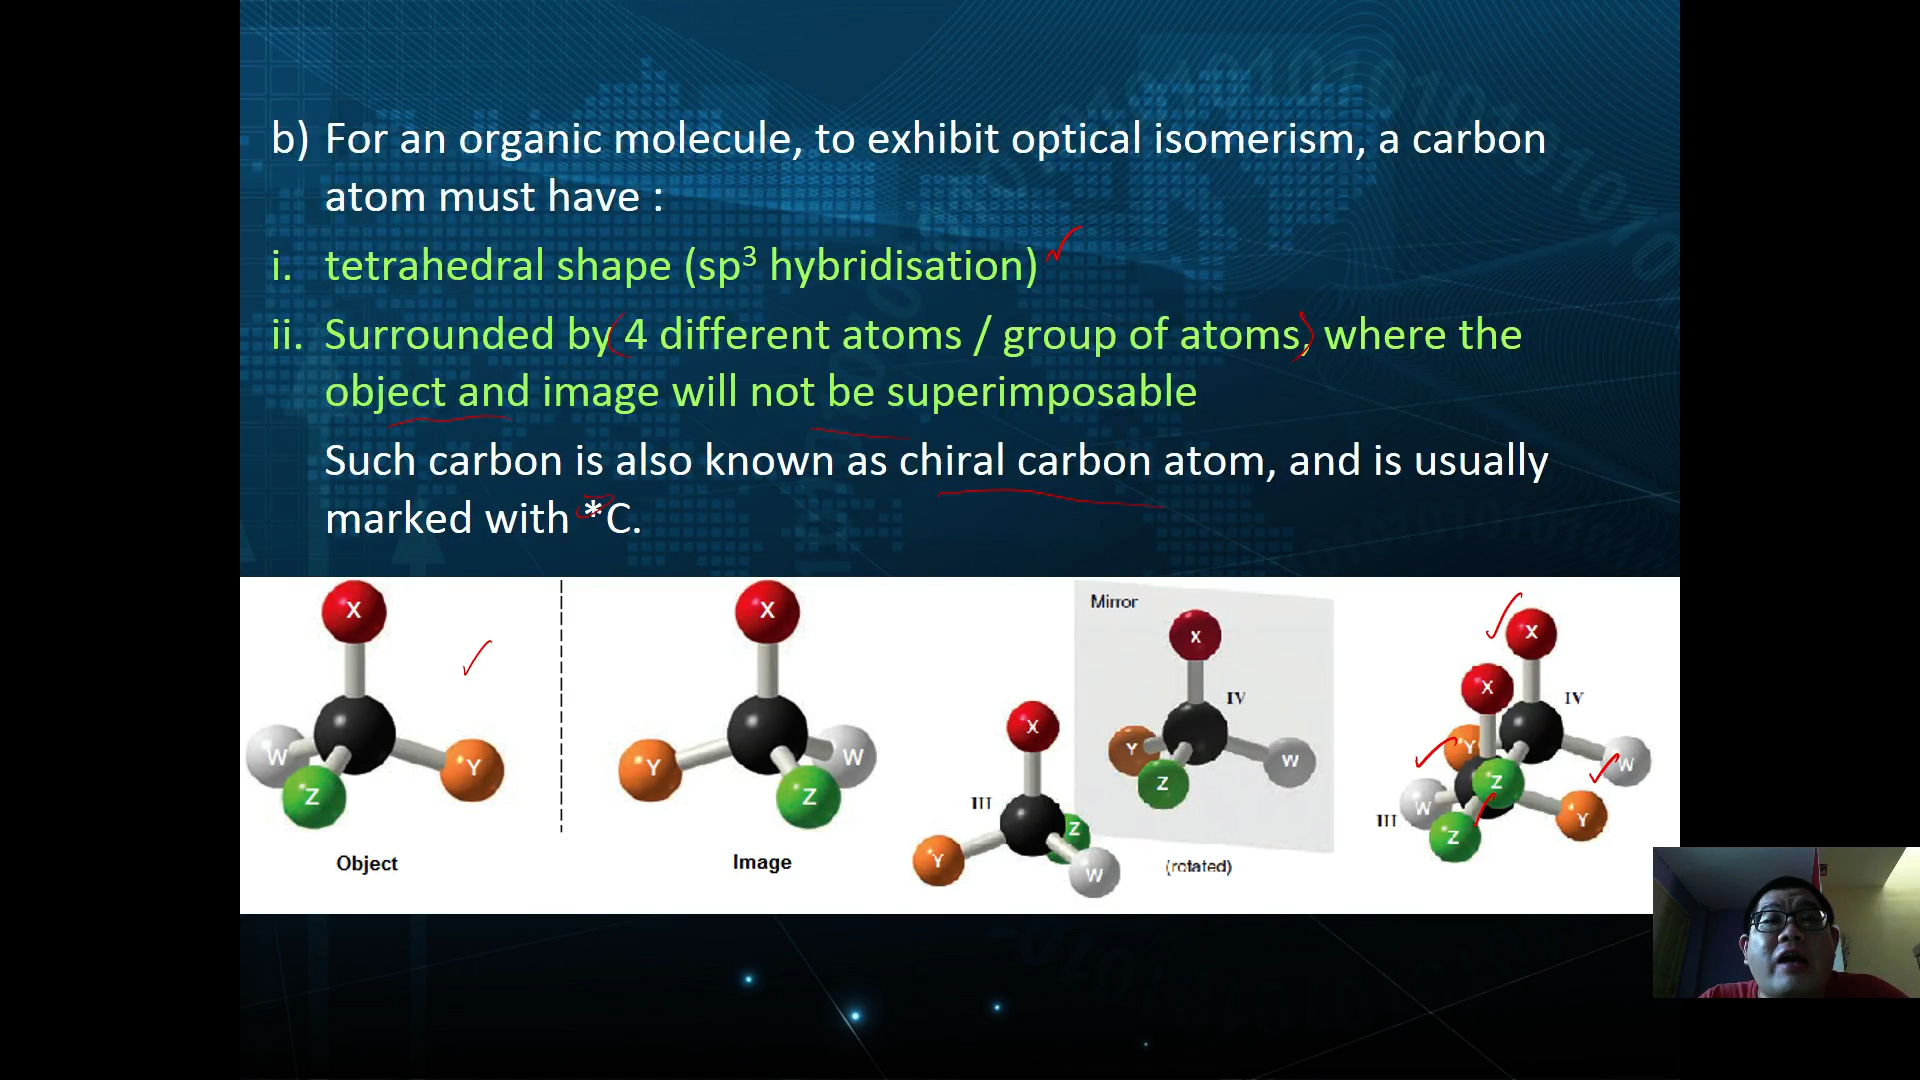 b) For an organic molecule, to exhibit optical isomerism, a carbon
atom must have :
i. tetrahedral shape (sp³ hybridisation)
ii. Surrounded by 4 different atoms / group of atoms, where the
object and image will not be superimposable
Such carbon is also known as chiral carbon atom, and is usually
marked with *C.
X
W
Z
Y
Object
X
Y
Z
W
Image
X
III
Y
Z
W
Mirror
X
IV
Y
Z
W
(rotated)
X
IV
X
Y
W
Z
W
III
Z
Y